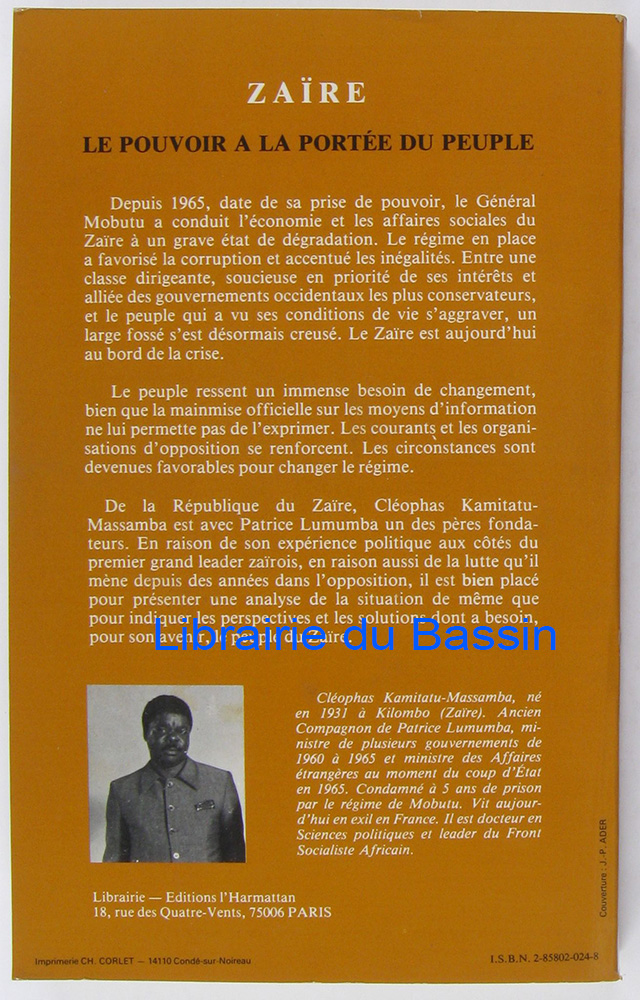 ZAÏRE
LE POUVOIR A LA PORTÉE DU PEUPLE
Depuis 1965, date de sa prise de pouvoir, le Général
Mobutu a conduit l'économie et les affaires sociales du
Zaïre à un grave état de dégradation. Le régime en place
a favorisé la corruption et accentué les inégalités. Entre une
classe dirigeante, soucieuse en priorité de ses intérêts et
alliée des gouvernements occidentaux les plus conservateurs,
et le peuple qui a vu ses conditions de vie s'aggraver, un
large fossé s'est désormais creusé. Le Zaïre est aujourd'hui
au bord de la crise.
Le peuple ressent un immense besoin de changement,
bien que la mainmise officielle sur les moyens d'information
ne lui permette pas de l'exprimer. Les courants et les organi-
sations d'opposition se renforcent. Les circonstances sont
devenues favorables pour changer le régime.
De la République du Zaïre, Cléophas Kamitatu-
Massamba est avec Patrice Lumumba un des pères fonda-
teurs. En raison de son expérience politique aux côtés du
premier grand leader zaïrois, en raison aussi de la lutte qu'il
mène depuis des années dans l'opposition, il est bien placé
pour présenter une analyse de la situation de même que
pour indiquer les perspectives et les solutions dont a besoin,
pour son avenir, le peuple du Zaïre.
Librairie du Bassin
Cléophas Kamitatu-Massamba, né
en 1931 à Kilombo (Zaïre). Ancien
Compagnon de Patrice Lumumba, mi-
nistre de plusieurs gouvernements de
1960 à 1965 et ministre des Affaires
étrangères au moment du coup d'État
en 1965. Condamné à 5 ans de prison
par le régime de Mobutu. Vit aujour-
d'hui en exil en France. Il est docteur en
Sciences politiques et leader du Front
Socialiste Africain.
Librairie — Editions l'Harmattan
18, rue des Quatre-Vents, 75006 PARIS
Couverture : J.-P. ADER
Imprimerie CH. CORLET — 14110 Condé-sur-Noireau
I.S.B.N. 2-85802-024-8